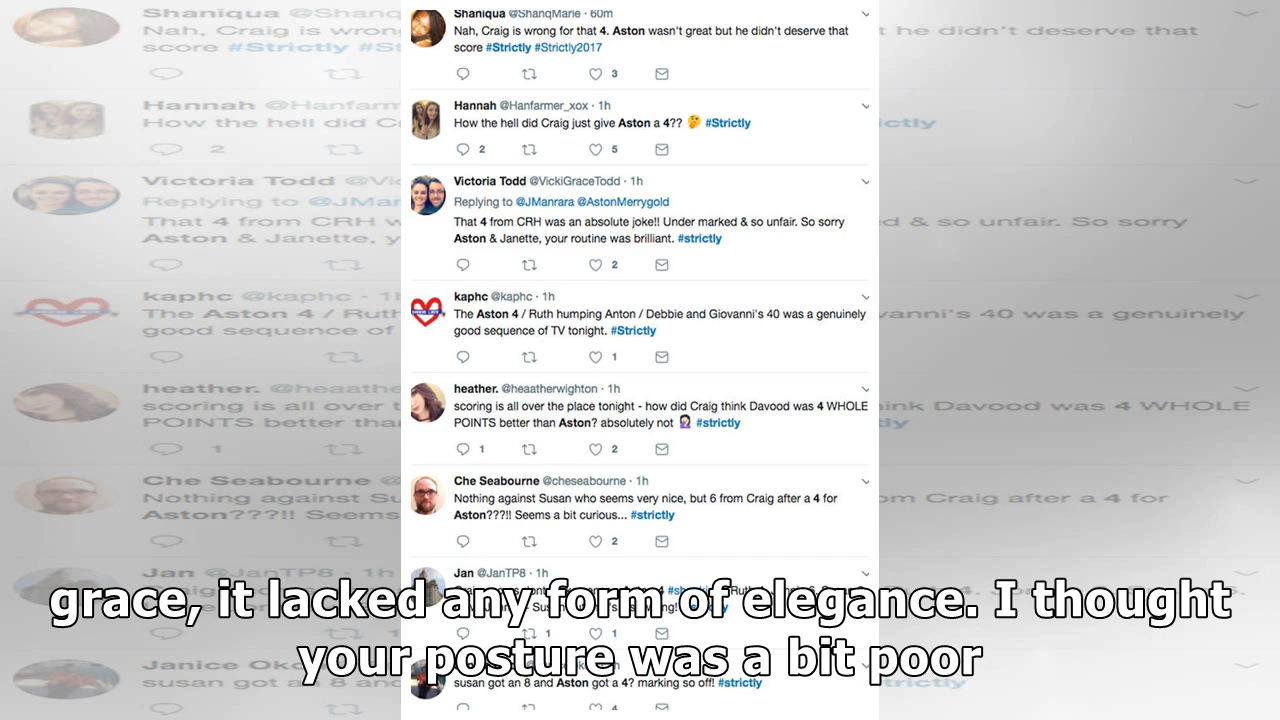 Shaniqua @ShanqMarie · 60m
Nah, Craig is wrong for that 4. Aston wasn't great but he didn't deserve that
score #Strictly #Strictly2017
3
Hannah @Hanfarmer_xox · 1h
How the hell did Craig just give Aston a 4?? 🤔 #Strictly
2 5
Victoria Todd @VickiGraceTodd · 1h
Replying to @JManrara @AstonMerrygold
That 4 from CRH was an absolute joke!! Under marked & so unfair. So sorry
Aston & Janette, your routine was brilliant. #strictly
2
kaphc @kaphc · 1h
The Aston 4 / Ruth humping Anton / Debbie and Giovanni's 40 was a genuinely
good sequence of TV tonight. #Strictly
1
heather. @heaatherwighton · 1h
scoring is all over the place tonight - how did Craig think Davood was 4 WHOLE
POINTS better than Aston? absolutely not 🤦🏻‍♀️ #strictly
1 2
Che Seabourne @cheseabourne · 1h
Nothing against Susan who seems very nice, but 6 from Craig after a 4 for
Aston???!! Seems a bit curious... #strictly
2
Jan @JanTP8 · 1h
grace, it lacked any form of elegance. I thought
1 1
your posture was a bit poor
susan got an 8 and Aston got a 4? marking so off! #strictly
4